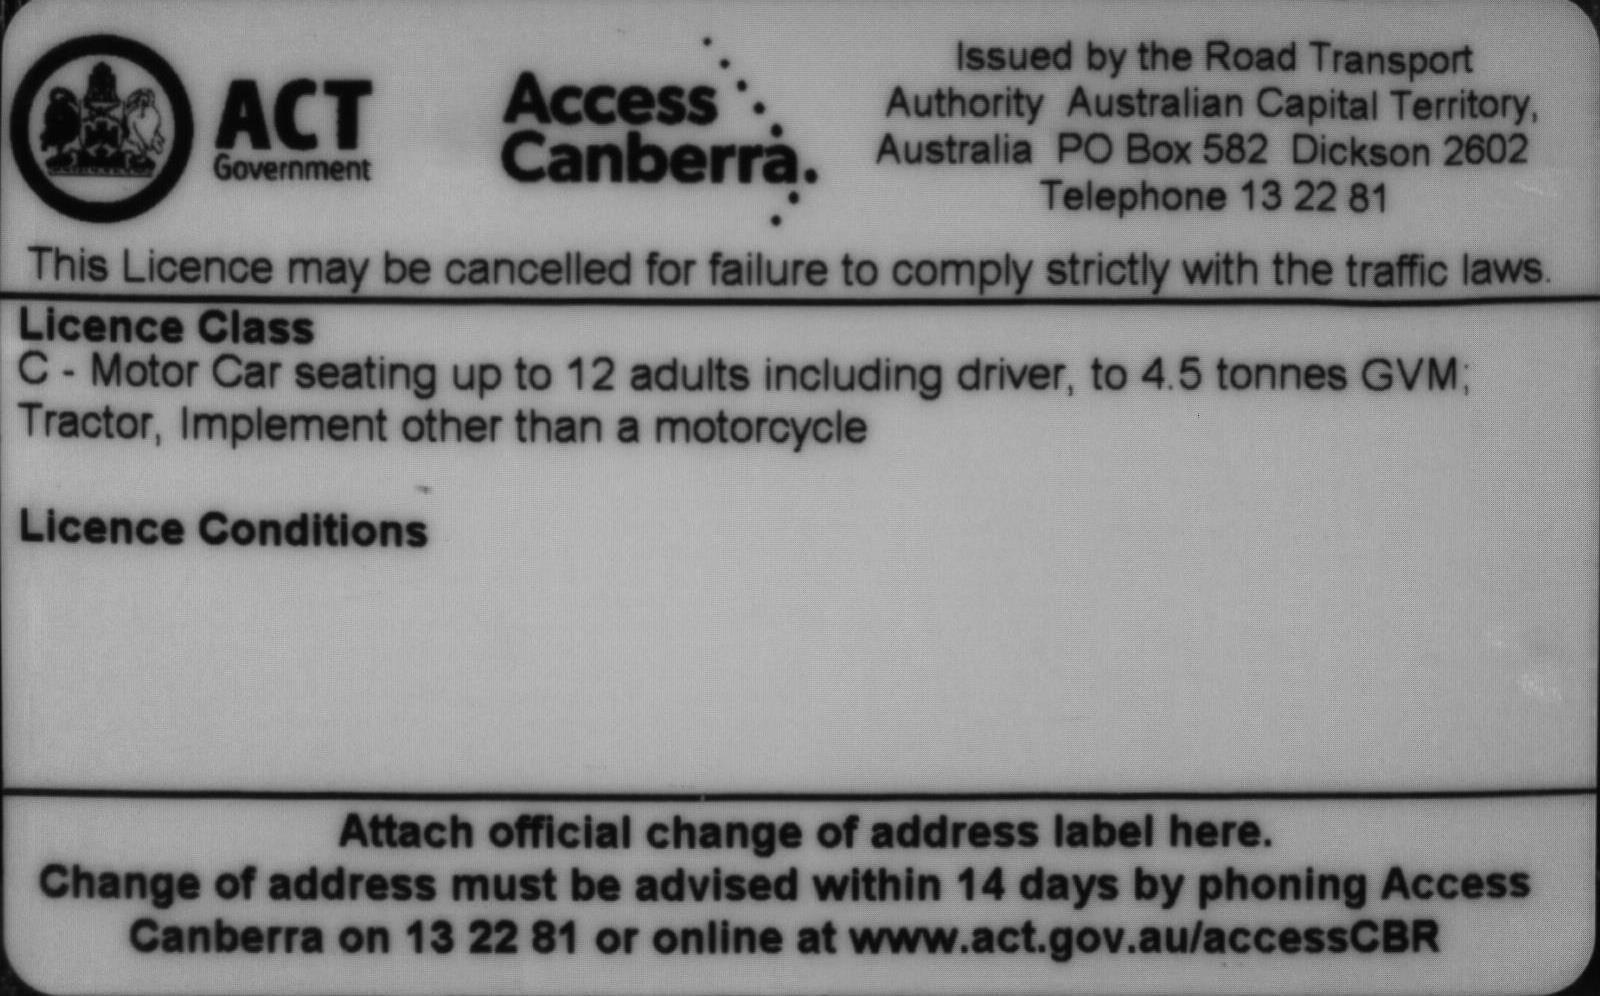 ACT
Government
Access
Canberra.
Issued by the Road Transport
Authority Australian Capital Territory,
Australia PO Box 582 Dickson 2602
Telephone 13 22 81
This Licence may be cancelled for failure to comply strictly with the traffic laws.
Licence Class
C - Motor Car seating up to 12 adults including driver, to 4.5 tonnes GVM;
Tractor, Implement other than a motorcycle
Licence Conditions
Attach official change of address label here.
Change of address must be advised within 14 days by phoning Access
Canberra on 13 22 81 or online at www.act.gov.au/accessCBR